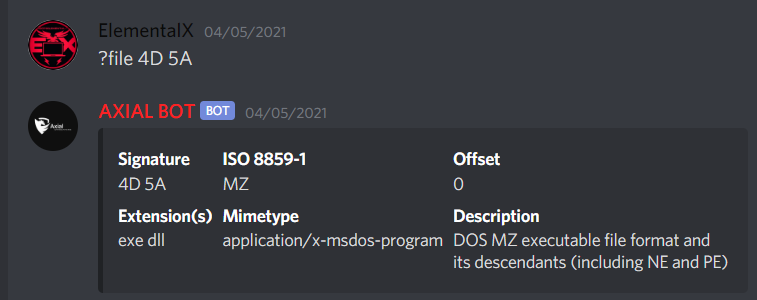 ElementalX 04/05/2021
?file 4D 5A
AXIAL BOT BOT 04/05/2021
Signature ISO 8859-1 Offset
4D 5A MZ 0
Extension(s) Mimetype Description
exe dll application/x-msdos-program DOS MZ executable file format and
its descendants (including NE and PE)
EX
Axial